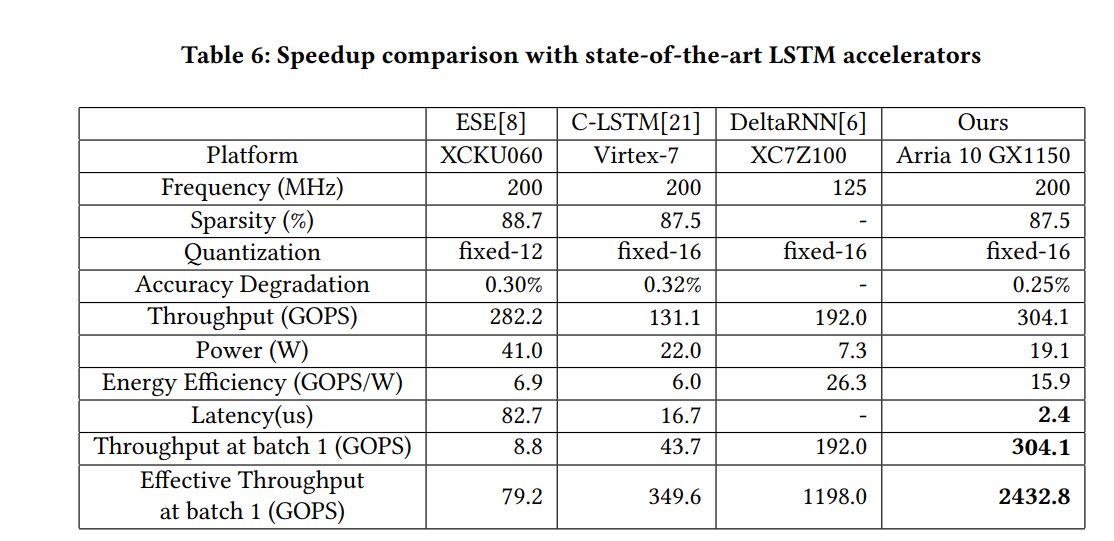 Table 6: Speedup comparison with state-of-the-art LSTM accelerators
ESE[8] C-LSTM[21] DeltaRNN[6] Ours
Platform XCKU060 Virtex-7 XC7Z100 Arria 10 GX1150
Frequency (MHz) 200 200 125 200
Sparsity (%) 88.7 87.5 - 87.5
Quantization fixed-12 fixed-16 fixed-16 fixed-16
Accuracy Degradation 0.30% 0.32% - 0.25%
Throughput (GOPS) 282.2 131.1 192.0 304.1
Power (W) 41.0 22.0 7.3 19.1
Energy Efficiency (GOPS/W) 6.9 6.0 26.3 15.9
Latency(us) 82.7 16.7 - 2.4
Throughput at batch 1 (GOPS) 8.8 43.7 192.0 304.1
Effective Throughput
at batch 1 (GOPS) 79.2 349.6 1198.0 2432.8